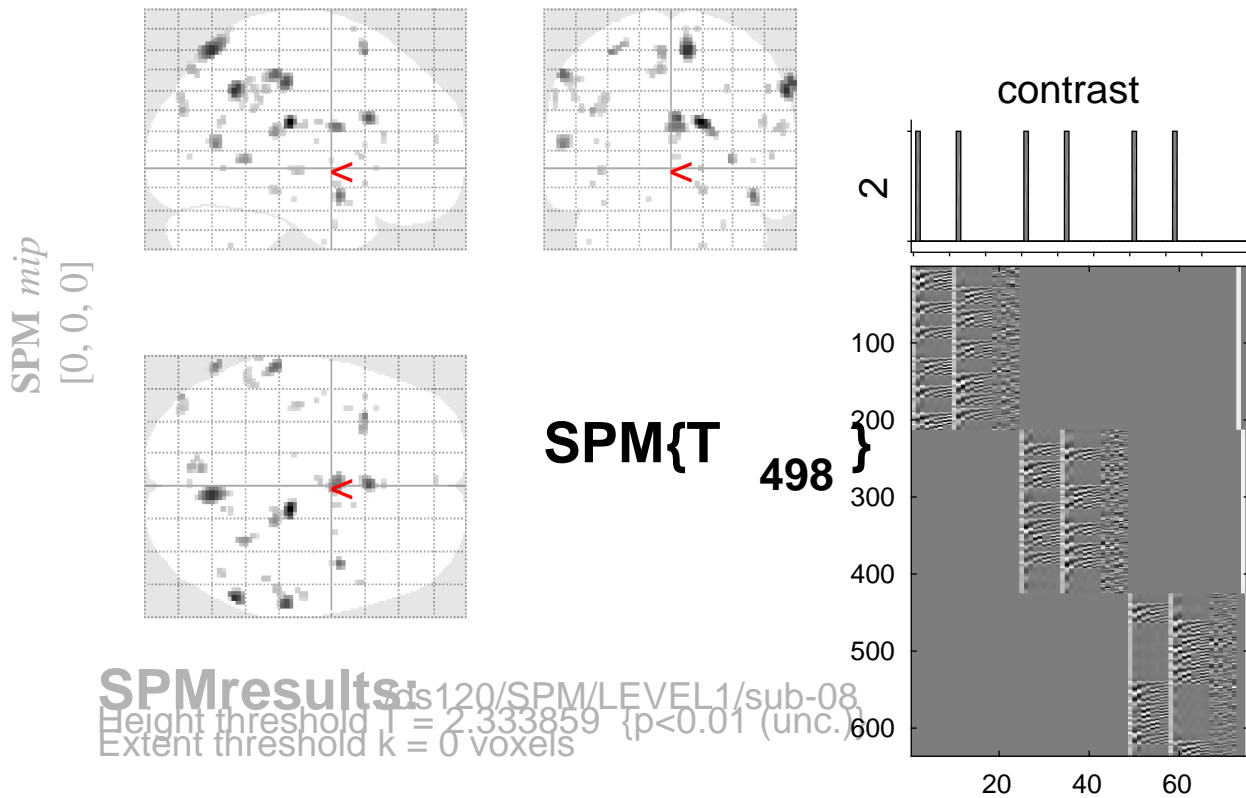 SPM mip
[0, 0, 0]
<
<
<
SPM{T498}
contrast
2
100
200
300
400
500
600
20 40 60
SPMresults: /ds120/SPM/LEVEL1/sub-08
Height threshold T = 2.333859 {p<0.01 (unc.)}
Extent threshold k = 0 voxels